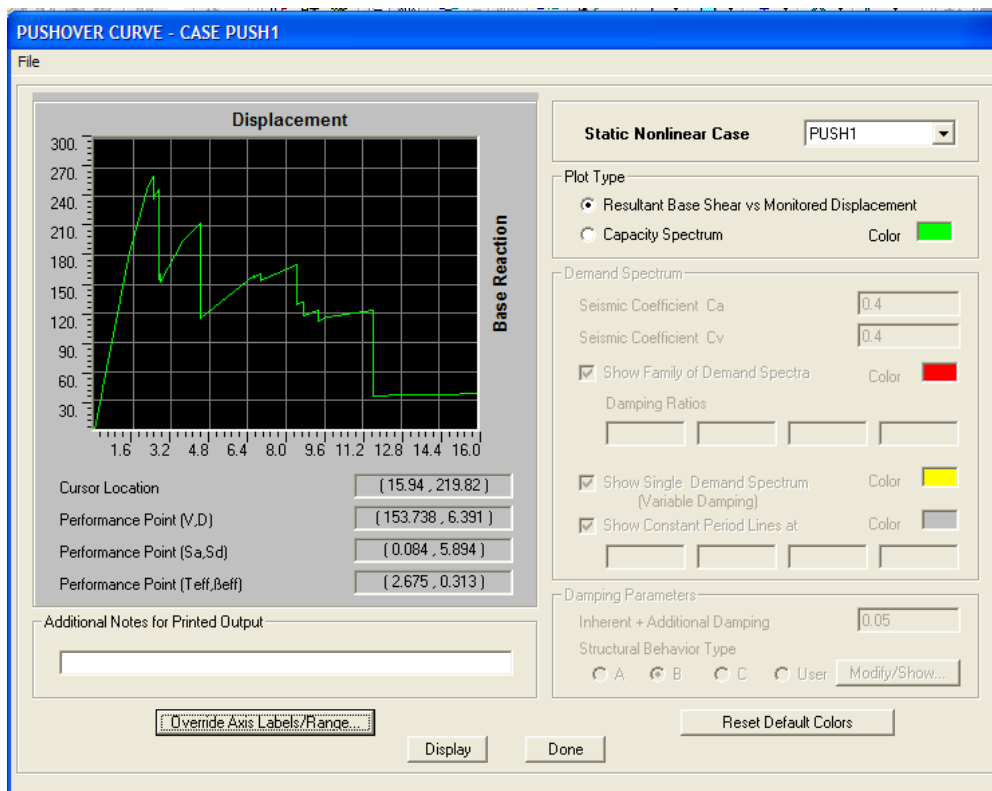 PUSHOVER CURVE - CASE PUSH1
File
Displacement
300.
270.
240.
210.
180.
150.
120.
90.
60.
30.
Base Reaction
1.6 3.2 4.8 6.4 8.0 9.6 11.2 12.8 14.4 16.0
Cursor Location ( 15.94 , 219.82 )
Performance Point (V,D) ( 153.738 , 6.391 )
Performance Point (Sa,Sd) ( 0.084 , 5.894 )
Performance Point (Teff,βeff) ( 2.675 , 0.313 )
Additional Notes for Printed Output
Override Axis Labels/Range...
Static Nonlinear Case PUSH1
Plot Type
Resultant Base Shear vs Monitored Displacement
Capacity Spectrum Color
Demand Spectrum
Seismic Coefficient Ca 0.4
Seismic Coefficient Cv 0.4
Show Family of Demand Spectra Color
Damping Ratios
Show Single Demand Spectrum Color
(Variable Damping)
Show Constant Period Lines at Color
Damping Parameters
Inherent + Additional Damping 0.05
Structural Behavior Type
A B C User Modify/Show...
Reset Default Colors
Display Done